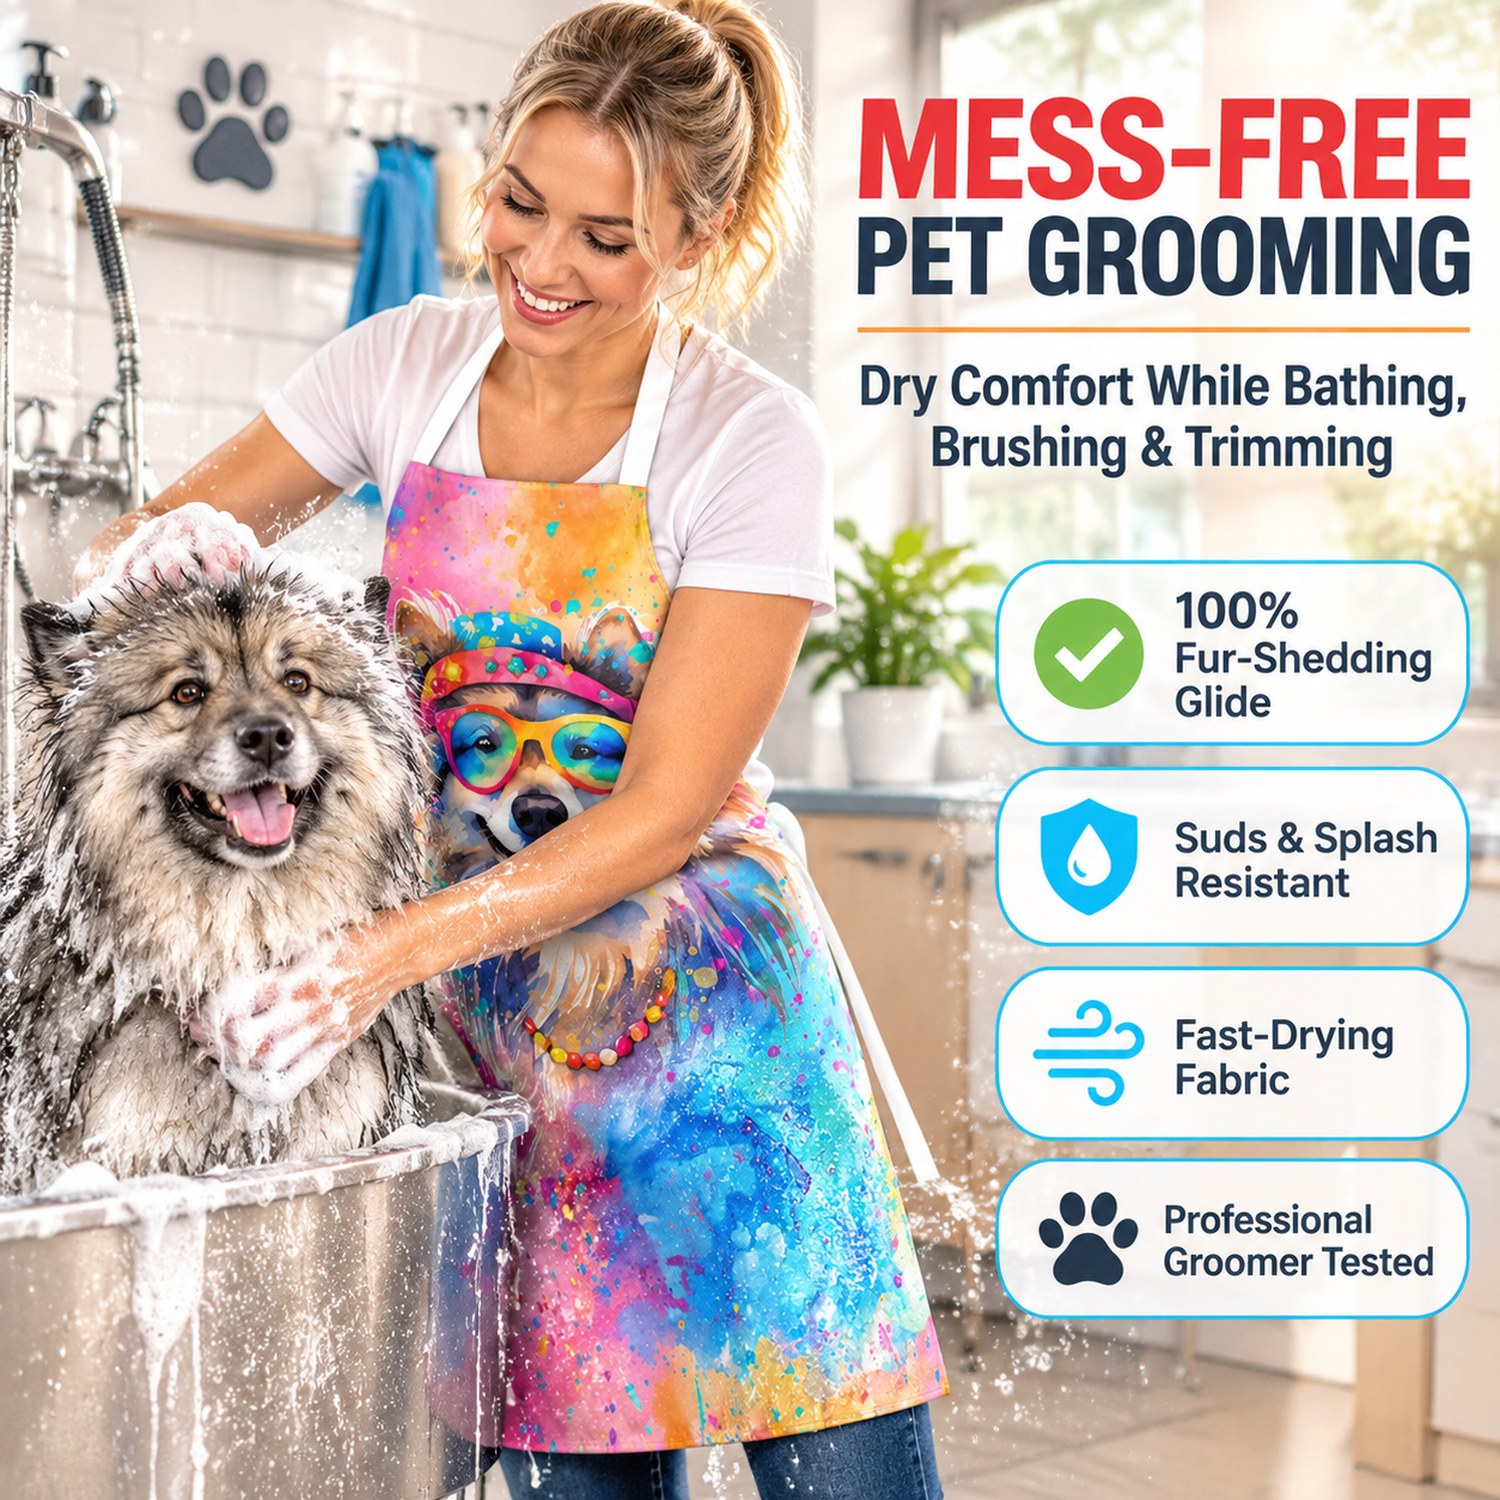 MESS-FREE
PET GROOMING
Dry Comfort While Bathing,
Brushing & Trimming
100%
Fur-Shedding
Glide
Suds & Splash
Resistant
Fast-Drying
Fabric
Professional
Groomer Tested